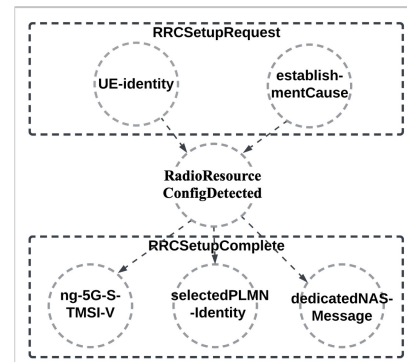 RRCSetupRequest
UE-identity
establish-
mentCause
RadioResource
ConfigDetected
RRCSetupComplete
ng-5G-S-
TMSI-V
selectedPLMN
-Identity
dedicatedNAS-
Message